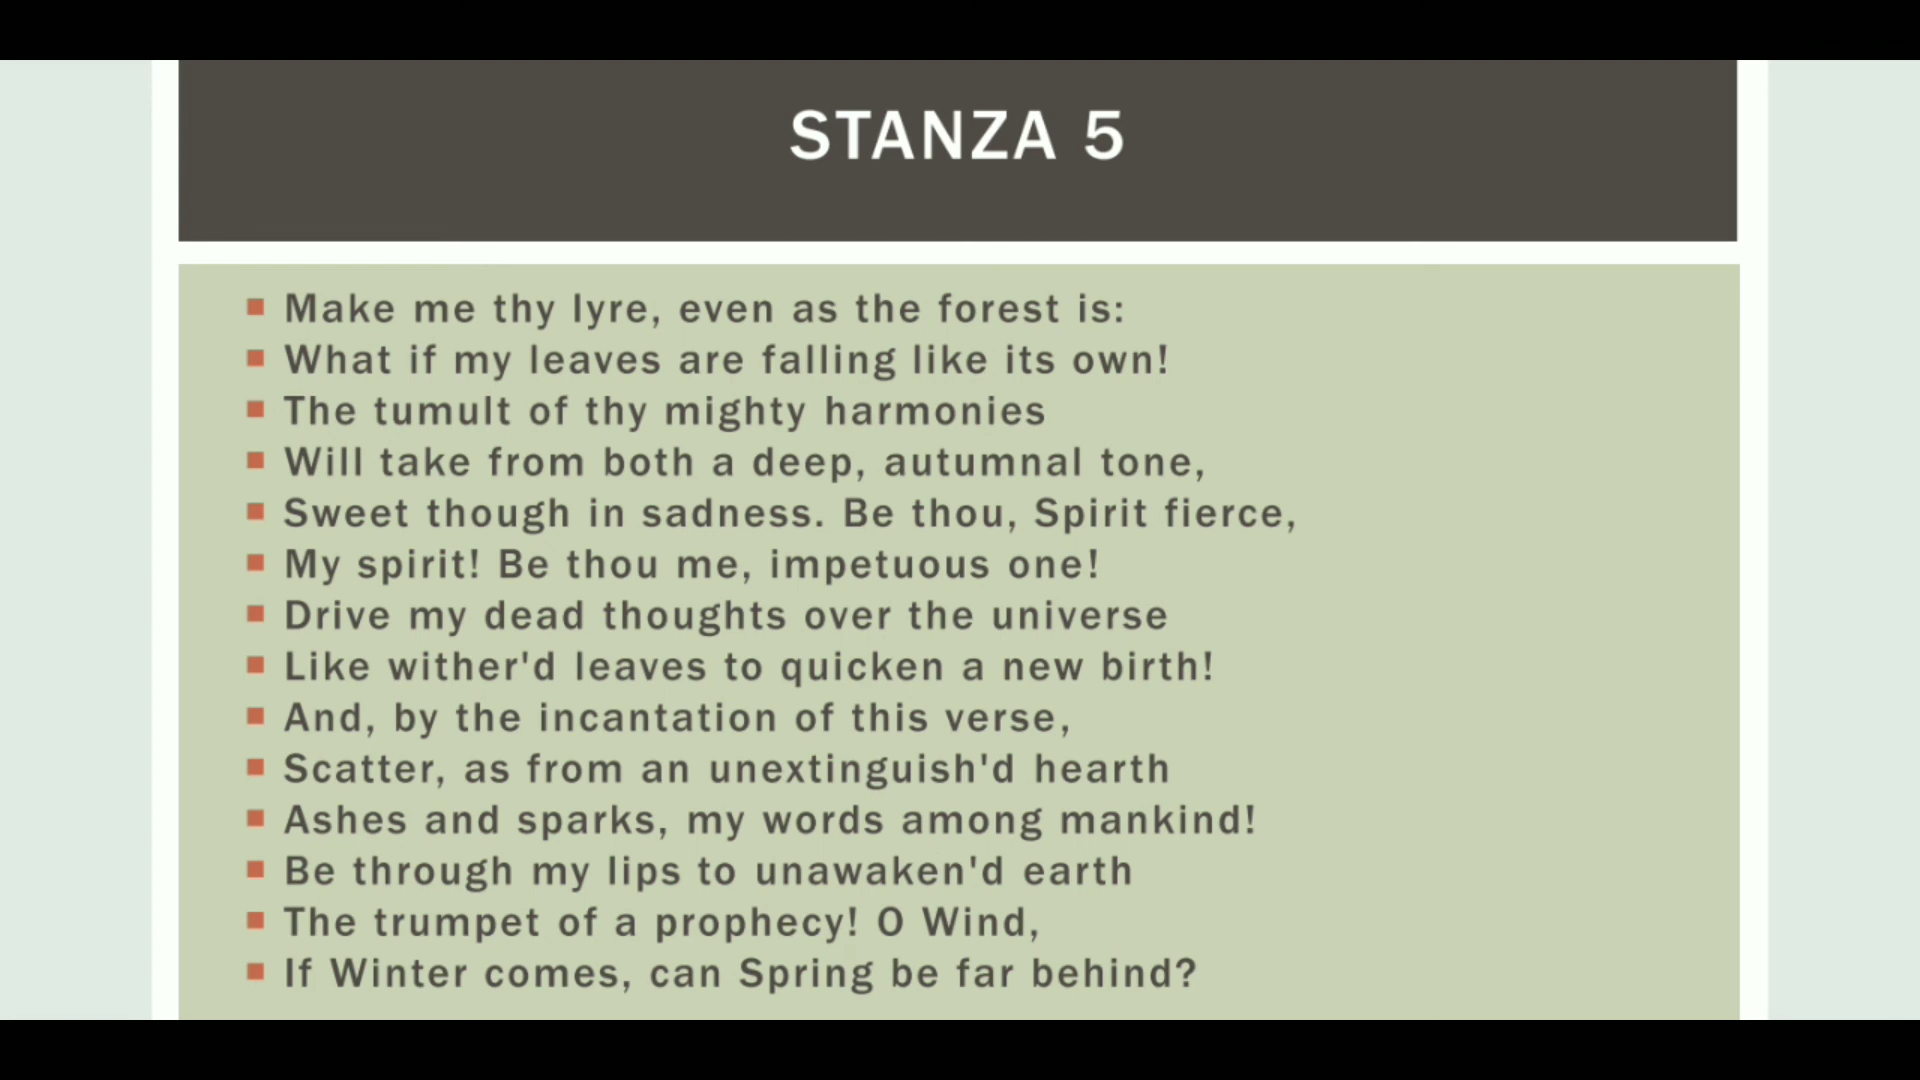 STANZA 5
Make me thy lyre, even as the forest is:
What if my leaves are falling like its own!
The tumult of thy mighty harmonies
Will take from both a deep, autumnal tone,
Sweet though in sadness. Be thou, Spirit fierce,
My spirit! Be thou me, impetuous one!
Drive my dead thoughts over the universe
Like wither'd leaves to quicken a new birth!
And, by the incantation of this verse,
Scatter, as from an unextinguish'd hearth
Ashes and sparks, my words among mankind!
Be through my lips to unawaken'd earth
The trumpet of a prophecy! O Wind,
If Winter comes, can Spring be far behind?